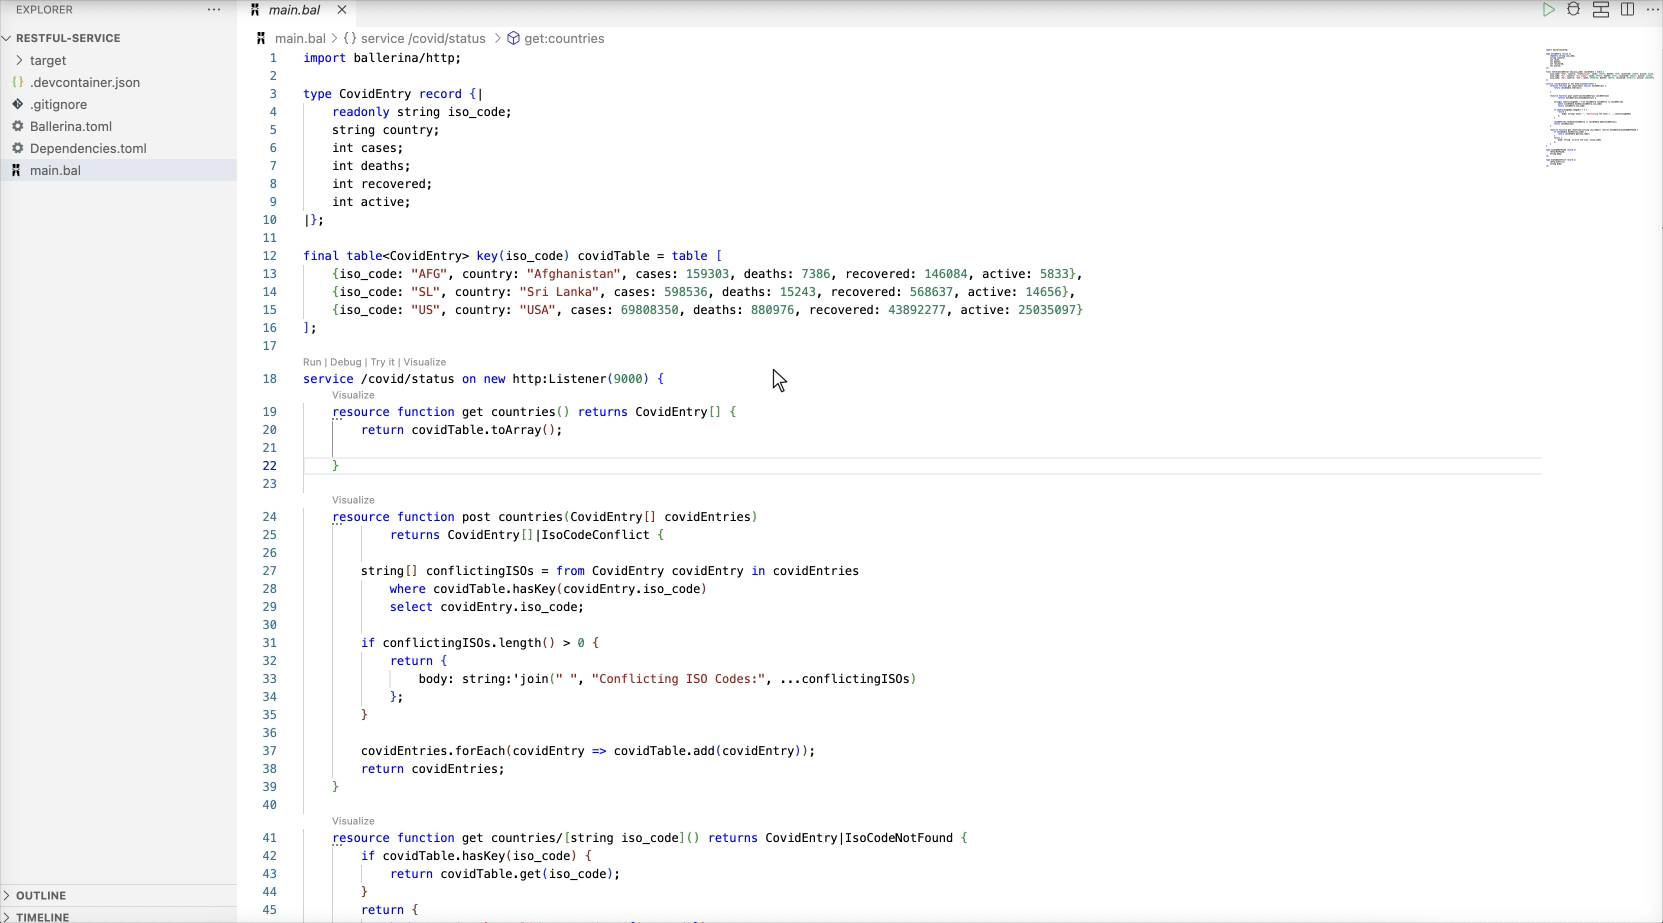 EXPLORER
RESTFUL-SERVICE
target
.devcontainer.json
.gitignore
Ballerina.toml
Dependencies.toml
main.bal
OUTLINE
TIMELINE
main.bal
main.bal > {} service /covid/status > get:countries
1 import ballerina/http;
2
3 type CovidEntry record {|
4 readonly string iso_code;
5 string country;
6 int cases;
7 int deaths;
8 int recovered;
9 int active;
10 |};
11
12 final table<CovidEntry> key(iso_code) covidTable = table [
13 {iso_code: "AFG", country: "Afghanistan", cases: 159303, deaths: 7386, recovered: 146084, active: 5833},
14 {iso_code: "SL", country: "Sri Lanka", cases: 598536, deaths: 15243, recovered: 568637, active: 14656},
15 {iso_code: "US", country: "USA", cases: 69808350, deaths: 880976, recovered: 43892277, active: 25035097}
16 ];
17
Run | Debug | Try it | Visualize
18 service /covid/status on new http:Listener(9000) {
Visualize
19 resource function get countries() returns CovidEntry[] {
20 return covidTable.toArray();
21
22 }
23
Visualize
24 resource function post countries(CovidEntry[] covidEntries)
25 returns CovidEntry[]|IsoCodeConflict {
26
27 string[] conflictingISOs = from CovidEntry covidEntry in covidEntries
28 where covidTable.hasKey(covidEntry.iso_code)
29 select covidEntry.iso_code;
30
31 if conflictingISOs.length() > 0 {
32 return {
33 body: string:'join(" ", "Conflicting ISO Codes:", ...conflictingISOs)
34 };
35 }
36
37 covidEntries.forEach(covidEntry => covidTable.add(covidEntry));
38 return covidEntries;
39 }
40
Visualize
41 resource function get countries/[string iso_code]() returns CovidEntry|IsoCodeNotFound {
42 if covidTable.hasKey(iso_code) {
43 return covidTable.get(iso_code);
44 }
45 return {